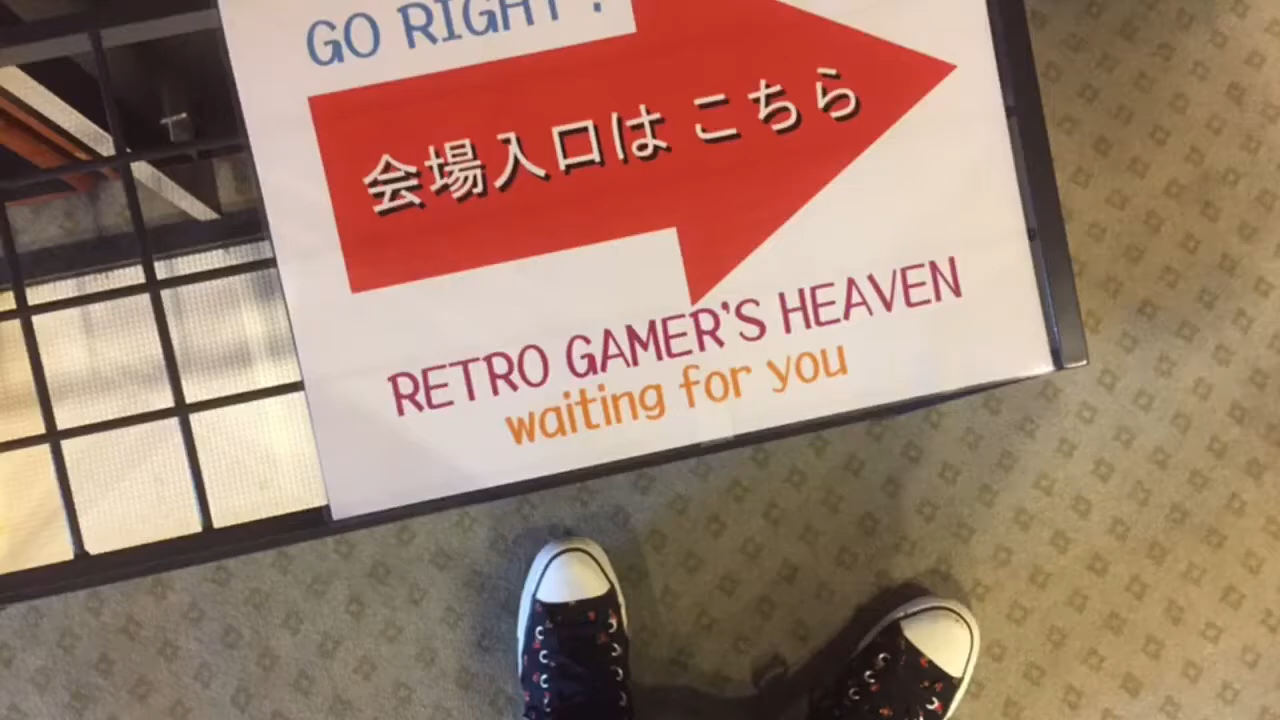 GO RIGHT !
会場入口は こちら
RETRO GAMER'S HEAVEN
waiting for you